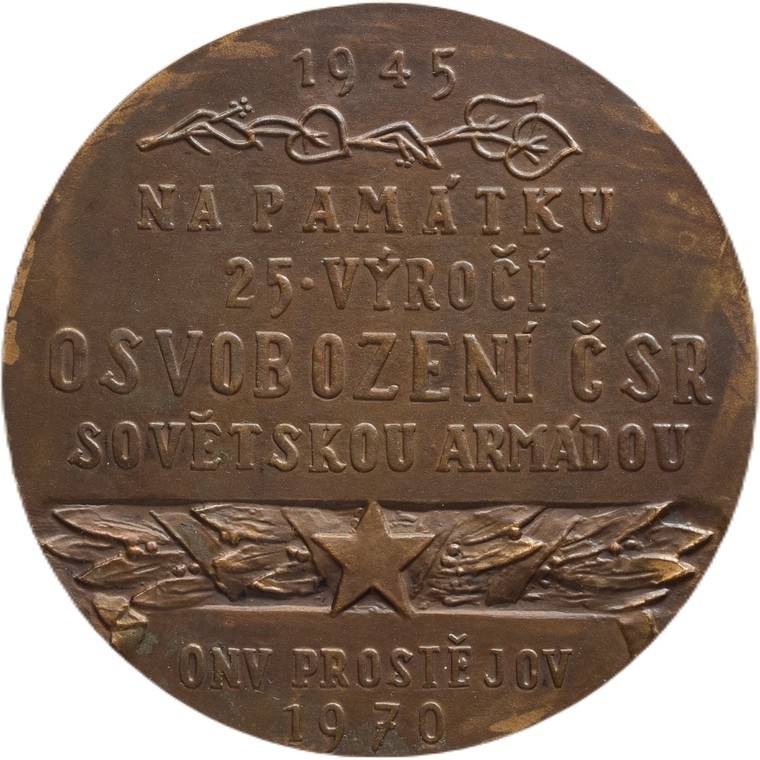 1945
NA PAMÁTKU
25. VÝROČÍ
OSVOBOZENÍ ČSR
SOVĚTSKOU ARMÁDOU
ONV PROSTĚJOV
1970